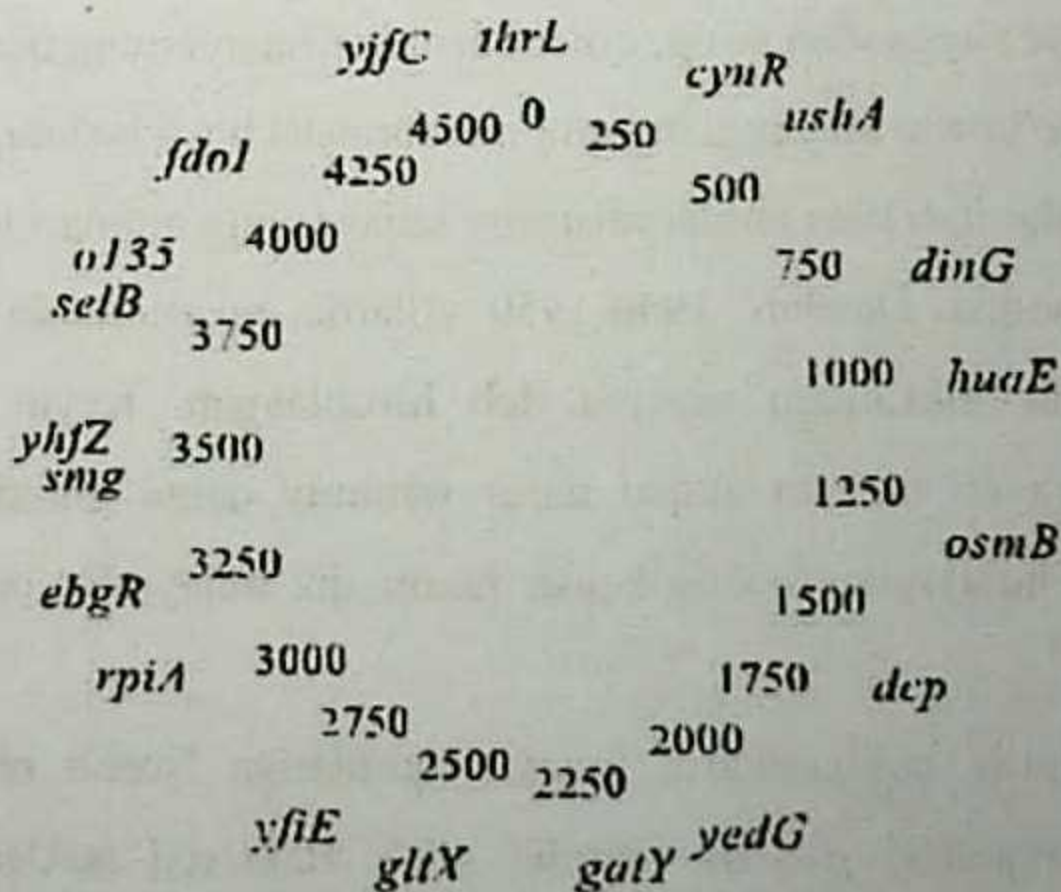 yjfC thrL
cynR
4500 0 250 ushA
fdoI 4250 500
o135 4000 750 dinG
selB 3750
1000 huaE
yhfZ 3500
smg 1250
osmB
3250
ebgR 1500
rpiA 3000 1750 dcp
2750 2000
2500 2250
yfiE yedG
gltX gatY